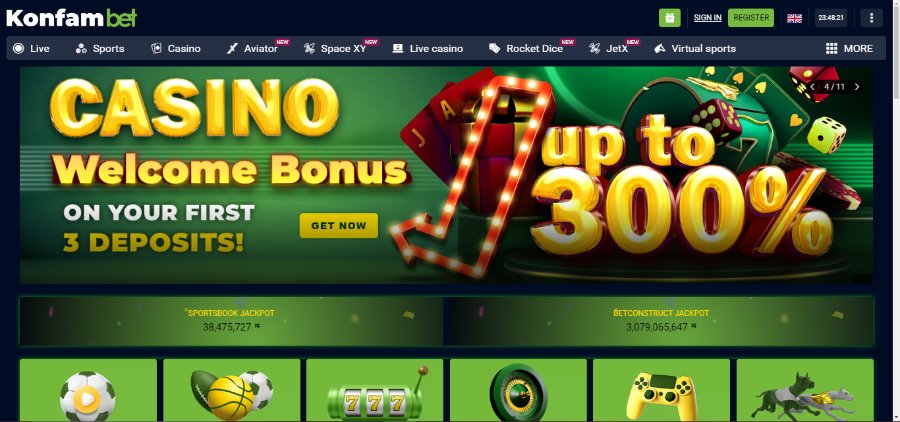 Konfambet
SIGN IN
REGISTER
23:48:21
Live
Sports
Casino
Aviator
NEW
Space XY
NEW
Live casino
Rocket Dice
NEW
JetX
NEW
Virtual sports
MORE
4 / 11
CASINO
Welcome Bonus
ON YOUR FIRST
3 DEPOSITS!
GET NOW
J
A
up to
300%
SPORTSBOOK JACKPOT
38,475,727 ₦
BETCONSTRUCT JACKPOT
3,079,065,647 ₦
777